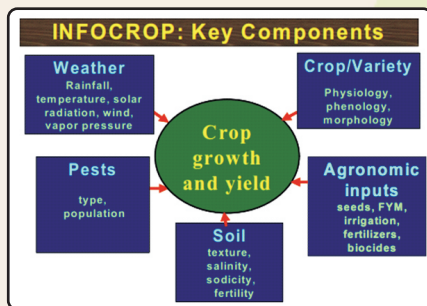 INFOCROP: Key Components
Weather
Rainfall,
temperature, solar
radiation, wind,
vapor pressure
Crop/Variety
Physiology,
phenology,
morphology
Crop
growth
and yield
Pests
type,
population
Agronomic
inputs
seeds, FYM,
irrigation,
fertilizers,
biocides
Soil
texture,
salinity,
sodicity,
fertility